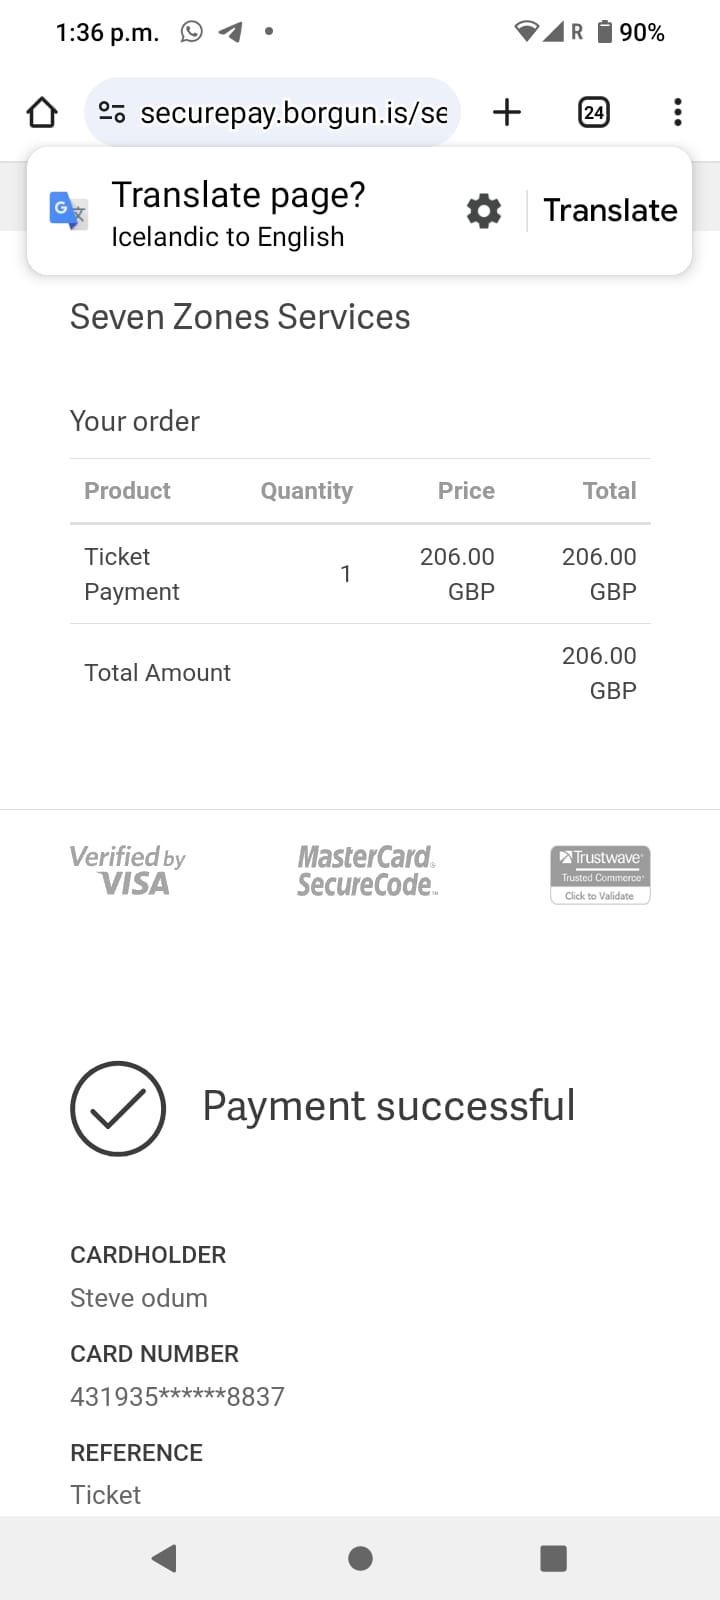 1:36 p.m.
R 90%
securepay.borgun.is/se
24
Translate page?
Icelandic to English
Translate
Seven Zones Services
Your order
Product Quantity Price Total
Ticket Payment 1 206.00 GBP 206.00 GBP
Total Amount 206.00 GBP
Verified by
VISA
MasterCard.
SecureCode.™
Trustwave
Trusted Commerce
Click to Validate
Payment successful
CARDHOLDER
Steve odum
CARD NUMBER
431935******8837
REFERENCE
Ticket